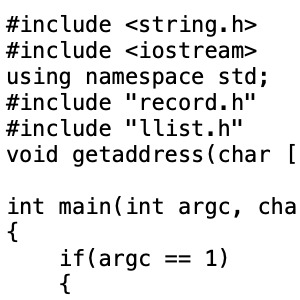 #include <string.h>
#include <iostream>
using namespace std;
#include "record.h"
#include "llist.h"
void getaddress(char [
int main(int argc, cha
{
    if(argc == 1)
    {